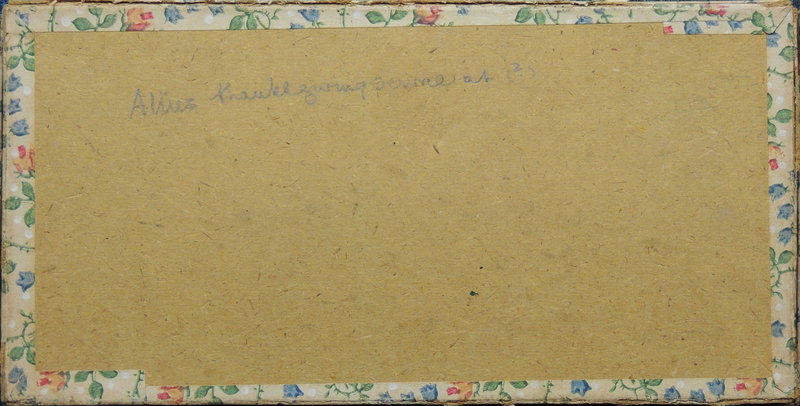 Allies thanksgiving service at